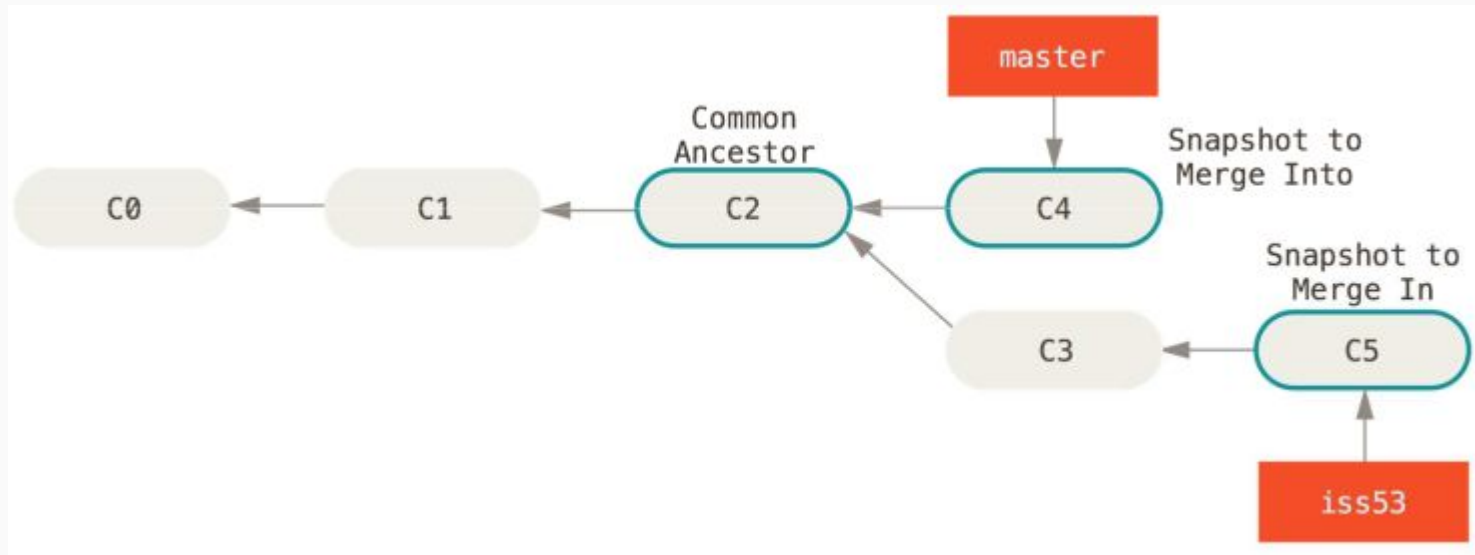 master
Common
Ancestor
Snapshot to
Merge Into
C0
C1
C2
C4
Snapshot to
Merge In
C3
C5
iss53